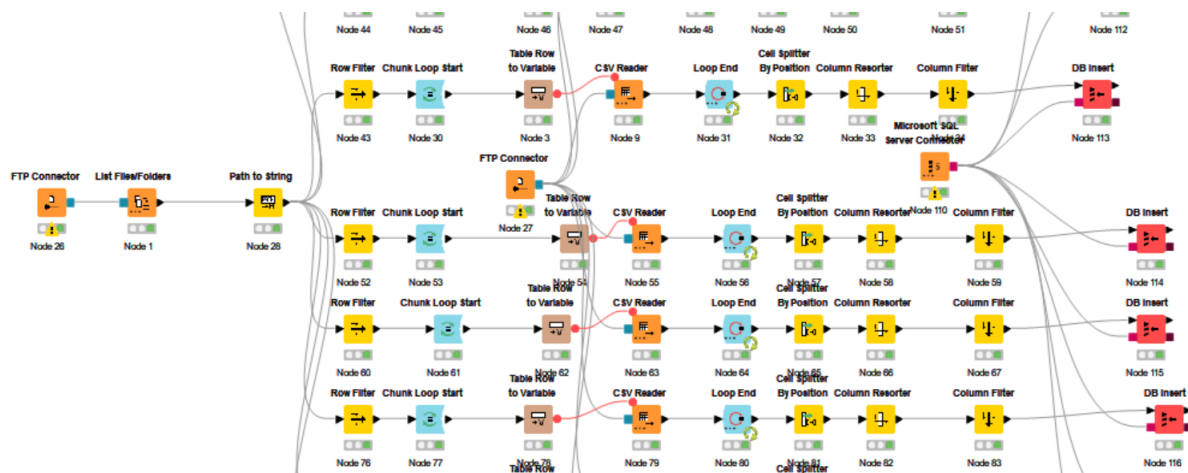 Node 44 Node 45 Node 46 Node 47 Node 48 Node 49 Node 50 Node 51 Node 112
Table Row Cell Splitter
Row Filter Chunk Loop Start to Variable CSV Reader Loop End By Position Column Resorter Column Filter DB Insert
Node 43 Node 30 Node 3 Node 9 Node 31 Node 32 Node 33 Node 34 Node 113
Microsoft SQL
Server Connector
FTP Connector
FTP Connector List Files/Folders Path to String
Node 110
Node 27
Node 26 Node 1 Node 28
Table Row Cell Splitter
Row Filter Chunk Loop Start to Variable CSV Reader Loop End By Position Column Resorter Column Filter DB Insert
Node 52 Node 53 Node 54 Node 55 Node 56 Node 57 Node 58 Node 59 Node 114
Table Row Cell Splitter
Row Filter Chunk Loop Start to Variable CSV Reader Loop End By Position Column Resorter Column Filter DB Insert
Node 60 Node 61 Node 62 Node 63 Node 64 Node 65 Node 66 Node 67 Node 115
Table Row Cell Splitter
Row Filter Chunk Loop Start to Variable CSV Reader Loop End By Position Column Resorter Column Filter DB Insert
Node 76 Node 77 Node 78 Node 79 Node 80 Node 81 Node 82 Node 83 Node 116
Table Row Cell Splitter